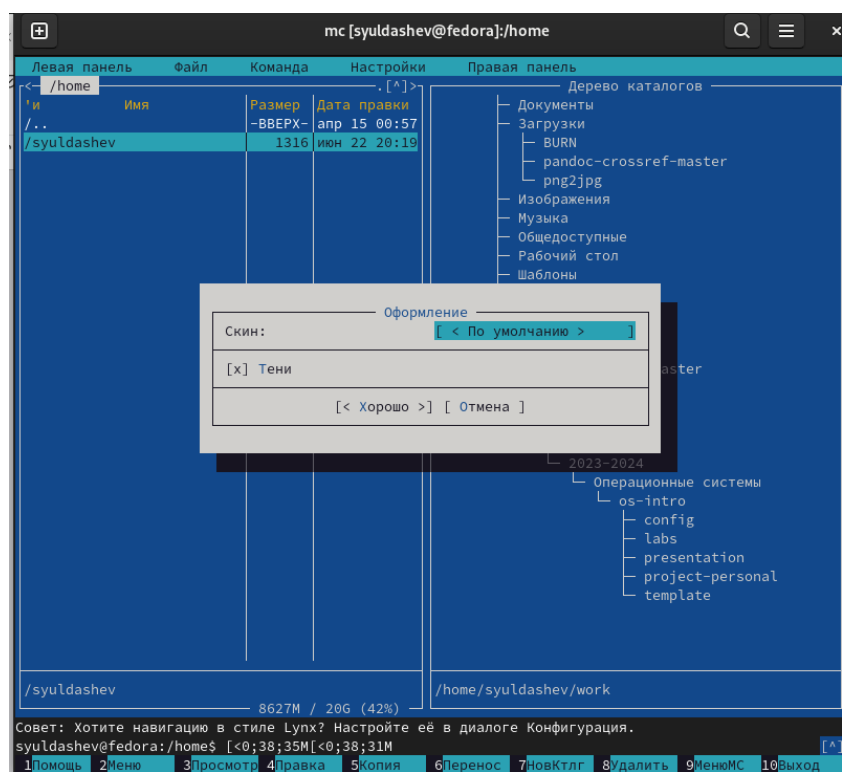 mc [syuldashev@fedora]:/home
Левая панель Файл Команда Настройки Правая панель
<─ /home .[^]>
Дерево каталогов
'и Имя Размер Дата правки
/.. -ВВЕРХ- апр 15 00:57
/syuldashev 1316 июн 22 20:19
Документы
Загрузки
BURN
pandoc-crossref-master
png2jpg
Изображения
Музыка
Общедоступные
Рабочий стол
Шаблоны
Оформление
Скин: [ < По умолчанию > ]
[x] Тени
[< Хорошо >] [ Отмена ]
aster
2023-2024
Операционные системы
os-intro
config
labs
presentation
project-personal
template
/syuldashev
8627M / 20G (42%)
/home/syuldashev/work
Совет: Хотите навигацию в стиле Lynx? Настройте её в диалоге Конфигурация.
syuldashev@fedora:/home$ [<0;38;35M[<0;38;31M [^]
1Помощь 2Меню 3Просмотр 4Правка 5Копия 6Перенос 7НовКтлг 8Удалить 9МенюMC 10Выход